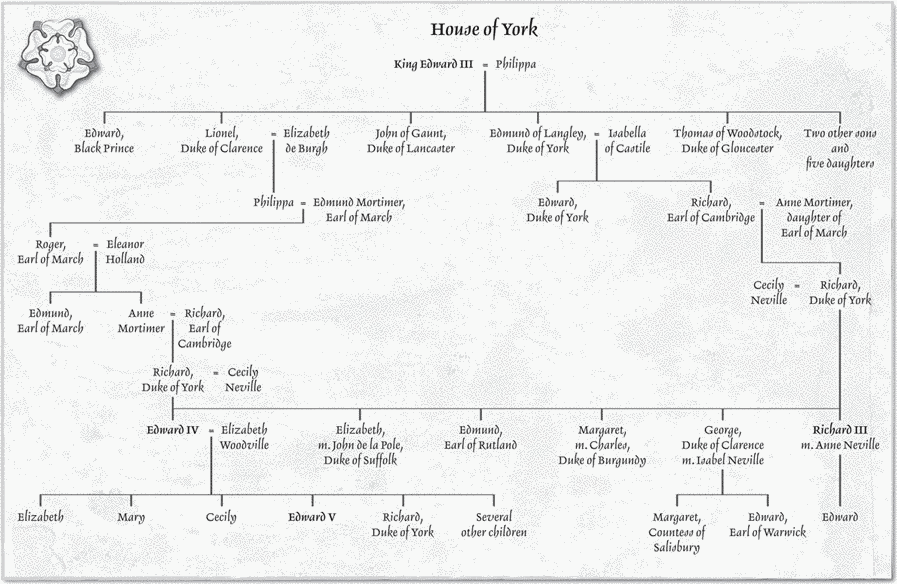 House of York
King Edward III = Philippa
Edward,
Black Prince
Lionel,
Duke of Clarence
=
Elizabeth
de Burgh
John of Gaunt,
Duke of Lancaster
Edmund of Langley,
Duke of York
=
Isabella
of Castile
Thomas of Woodstock,
Duke of Gloucester
Two other sons
and
five daughters
Philippa = Edmund Mortimer,
Earl of March
Edward,
Duke of York
Richard,
Earl of Cambridge
=
Anne Mortimer,
daughter of
Earl of March
Roger,
Earl of March
=
Eleanor
Holland
Cecily
Neville
=
Richard,
Duke of York
Edmund,
Earl of March
Anne
Mortimer
=
Richard,
Earl of
Cambridge
Richard,
Duke of York
=
Cecily
Neville
Edward IV
=
Elizabeth
Woodville
Elizabeth,
m. John de la Pole,
Duke of Suffolk
Edmund,
Earl of Rutland
Margaret,
m. Charles,
Duke of Burgundy
George,
Duke of Clarence
m. Isabel Neville
Richard III
m. Anne Neville
Elizabeth
Mary
Cecily
Edward V
Richard,
Duke of York
Several
other children
Margaret,
Countess of
Salisbury
Edward,
Earl of Warwick
Edward